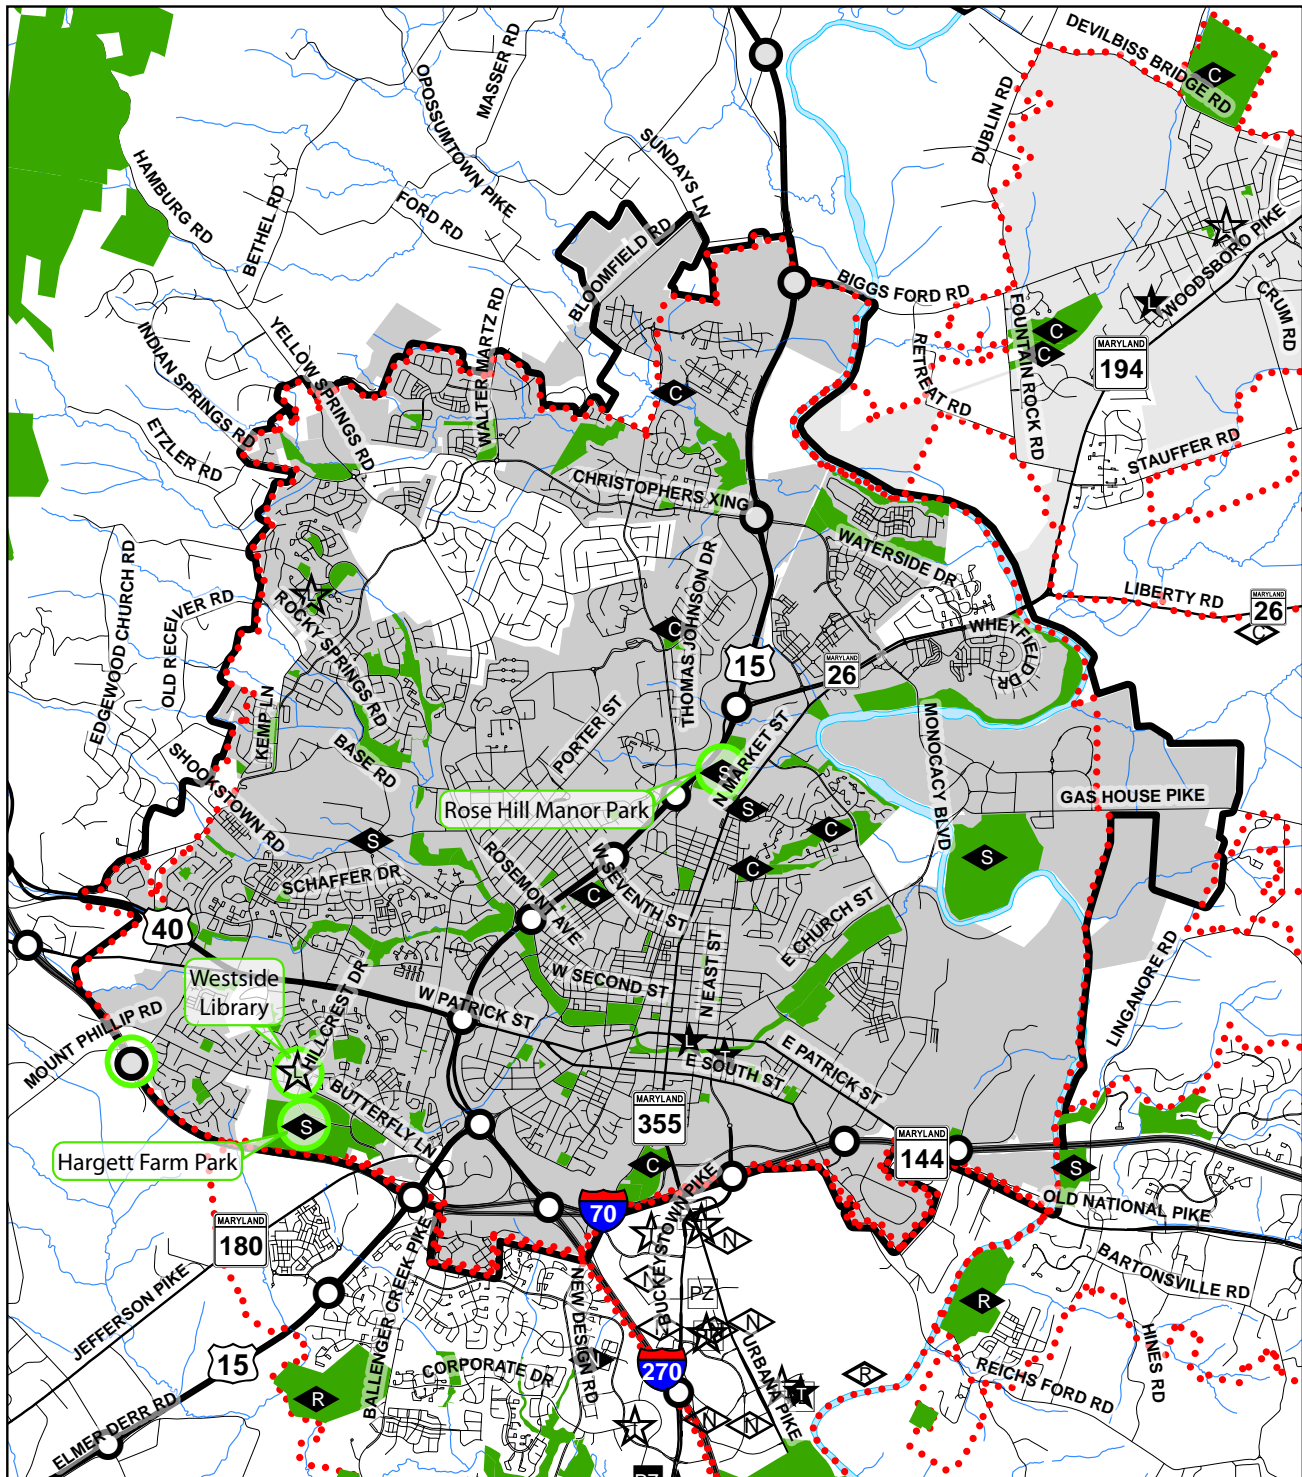 DEVILBISS BRIDGE RD
C
MASSER RD
OPOSSUMTOWN PIKE
DUBLIN RD
SUNDAYS LN
HAMBURG RD
BETHEL RD
FORD RD
BLOOMFIELD RD
L
WOODSBORO PIKE
BIGGS FORD RD
CRUM RD
L
FOUNTAIN ROCK RD
C
C
INDIAN SPRINGS RD
YELLOW SPRINGS RD
WALTER MARTZ RD
RETREAT RD
MARYLAND
194
C
ETZLER RD
STAUFFER RD
CHRISTOPHERS XING
WATERSIDE DR
EDGEWOOD CHURCH RD
OLD RECEIVER RD
ROCKY SPRINGS RD
THOMAS JOHNSON DR
LIBERTY RD
MARYLAND
26
C
C
WHEYFIELD DR
15
MARYLAND
26
KEMP LN
BASE RD
PORTER ST
N MARKET ST
MONOCACY BLVD
SHOOKSTOWN RD
S
Rose Hill Manor Park
GAS HOUSE PIKE
S
S
C
SCHAFFER DR
ROSEMONT AVE
W SEVENTH ST
C
C
S
40
E CHURCH ST
N EAST ST
W SECOND ST
LINGANORE RD
Westside
Library
HILLCREST DR
W PATRICK ST
MOUNT PHILLIP RD
L
L
T
E SOUTH ST
E PATRICK ST
BUTTERFLY LN
S
Hargett Farm Park
MARYLAND
355
MARYLAND
144
C
S
OLD NATIONAL PIKE
70
BUCKEYSTOWN PIKE
MARYLAND
180
N
BARTONSVILLE RD
JEFFERSON PIKE
BALLENGER CREEK PIKE
NEW DESIGN RD
PZ
N
R
HINES RD
URBANA PIKE
15
CORPORATE DR
270
R
REICHS FORD RD
R
T
ELMER DERR RD
N
N